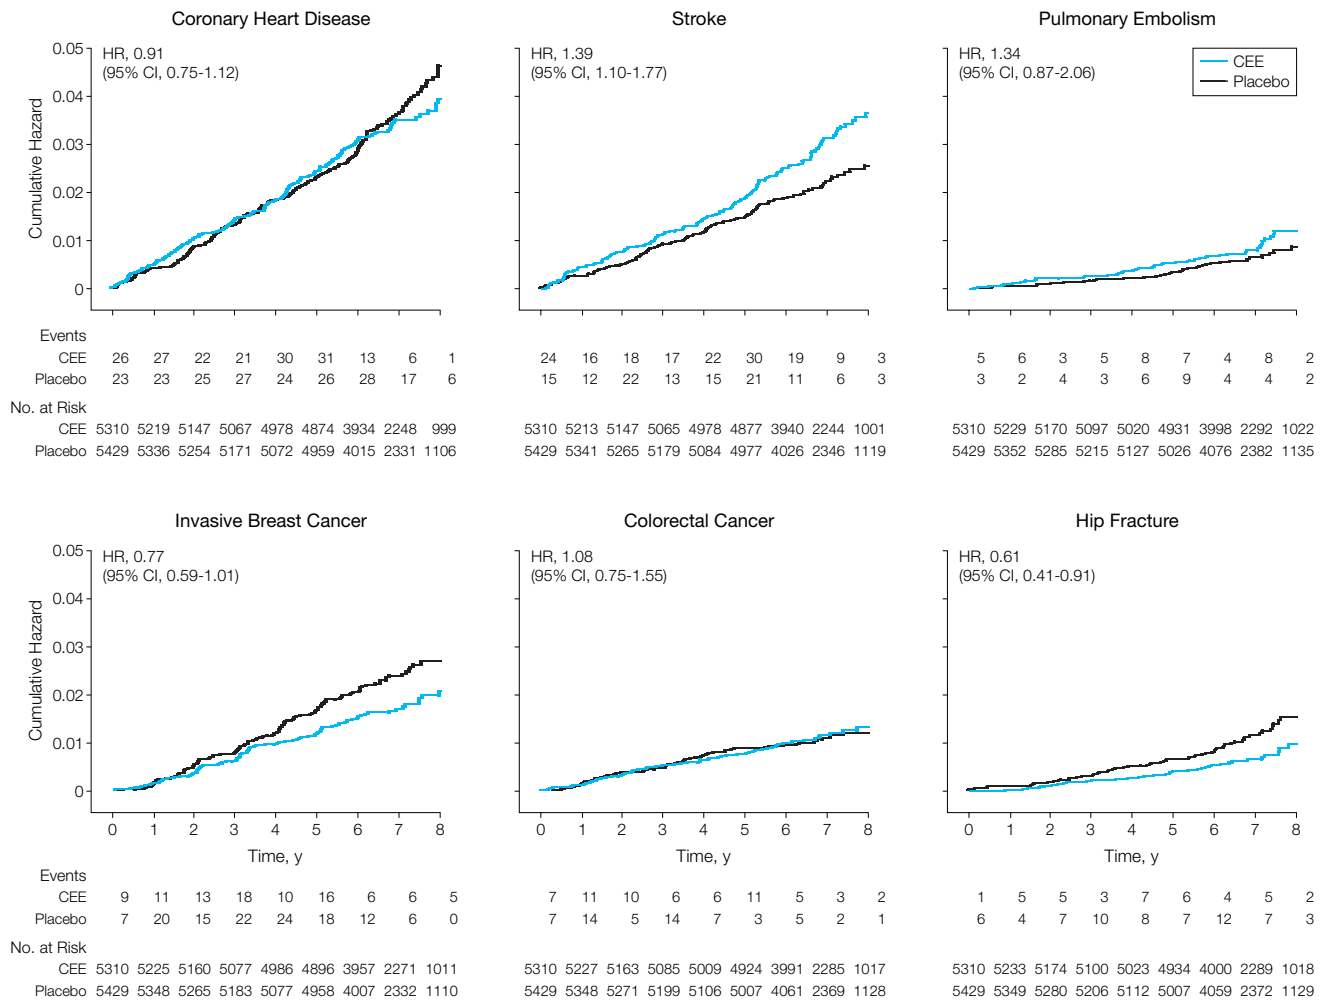 Coronary Heart Disease
Stroke
Pulmonary Embolism
HR, 0.91
(95% CI, 0.75-1.12)
HR, 1.39
(95% CI, 1.10-1.77)
HR, 1.34
(95% CI, 0.87-2.06)
CEE
Placebo
Cumulative Hazard
0.05
0.04
0.03
0.02
0.01
0
Events
CEE 26 27 22 21 30 31 13 6 1 24 16 18 17 22 30 19 9 3 5 6 3 5 8 7 4 8 2
Placebo 23 23 25 27 24 26 28 17 6 15 12 22 13 15 21 11 6 3 3 2 4 3 6 9 4 4 2
No. at Risk
CEE 5310 5219 5147 5067 4978 4874 3934 2248 999 5310 5213 5147 5065 4978 4877 3940 2244 1001 5310 5229 5170 5097 5020 4931 3998 2292 1022
Placebo 5429 5336 5254 5171 5072 4959 4015 2331 1106 5429 5341 5265 5179 5084 4977 4026 2346 1119 5429 5352 5285 5215 5127 5026 4076 2382 1135
Invasive Breast Cancer
Colorectal Cancer
Hip Fracture
HR, 0.77
(95% CI, 0.59-1.01)
HR, 1.08
(95% CI, 0.75-1.55)
HR, 0.61
(95% CI, 0.41-0.91)
Cumulative Hazard
0.05
0.04
0.03
0.02
0.01
0
0 1 2 3 4 5 6 7 8
0 1 2 3 4 5 6 7 8
0 1 2 3 4 5 6 7 8
Time, y
Time, y
Time, y
Events
CEE 9 11 13 18 10 16 6 6 5 7 11 10 6 6 11 5 3 2 1 5 5 3 7 6 4 5 2
Placebo 7 20 15 22 24 18 12 6 0 7 14 5 14 7 3 5 2 1 6 4 7 10 8 7 12 7 3
No. at Risk
CEE 5310 5225 5160 5077 4986 4896 3957 2271 1011 5310 5227 5163 5085 5009 4924 3991 2285 1017 5310 5233 5174 5100 5023 4934 4000 2289 1018
Placebo 5429 5348 5265 5183 5077 4958 4007 2332 1110 5429 5348 5271 5199 5106 5007 4061 2369 1128 5429 5349 5280 5206 5112 5007 4059 2372 1129